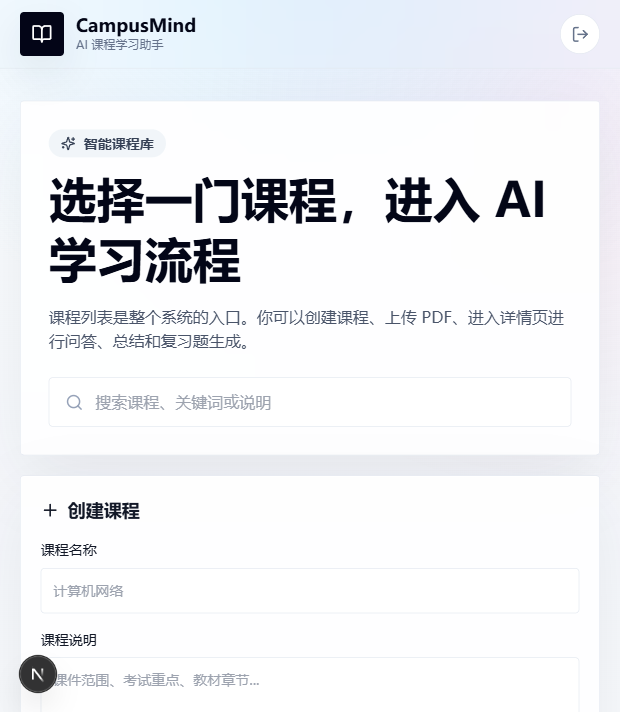 CampusMind
AI 课程学习助手
智能课程库
选择一门课程，进入 AI
学习流程
课程列表是整个系统的入口。你可以创建课程、上传 PDF、进入详情页进
行问答、总结和复习题生成。
搜索课程、关键词或说明
创建课程
课程名称
计算机网络
课程说明
课件范围、考试重点、教材章节...
N